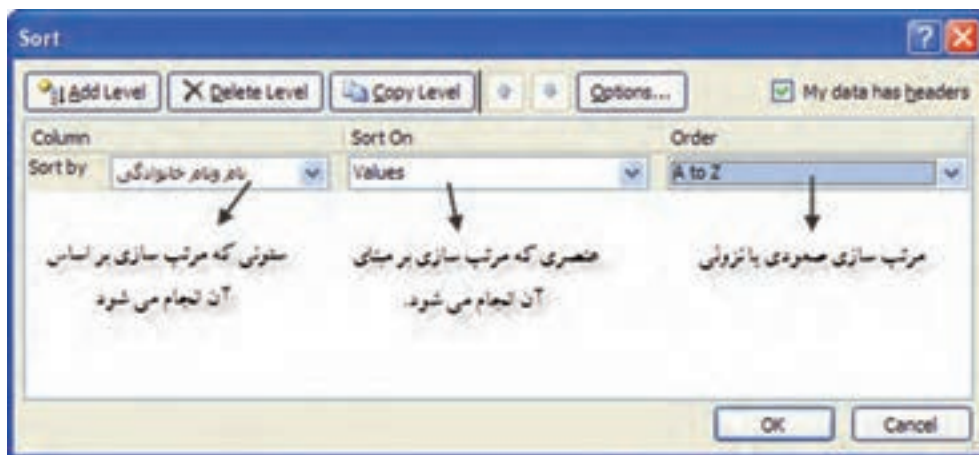 Sort
Add Level Delete Level Copy Level Options... My data has headers
Column Sort On Order
Sort by نام ونام خانوادگی Values A to Z
ستونی که مرتب سازی بر اساس
آن انجام می شود
عنصری که مرتب سازی بر مبنای
آن انجام می شود.
مرتب سازی صعودی یا نزولی
OK Cancel